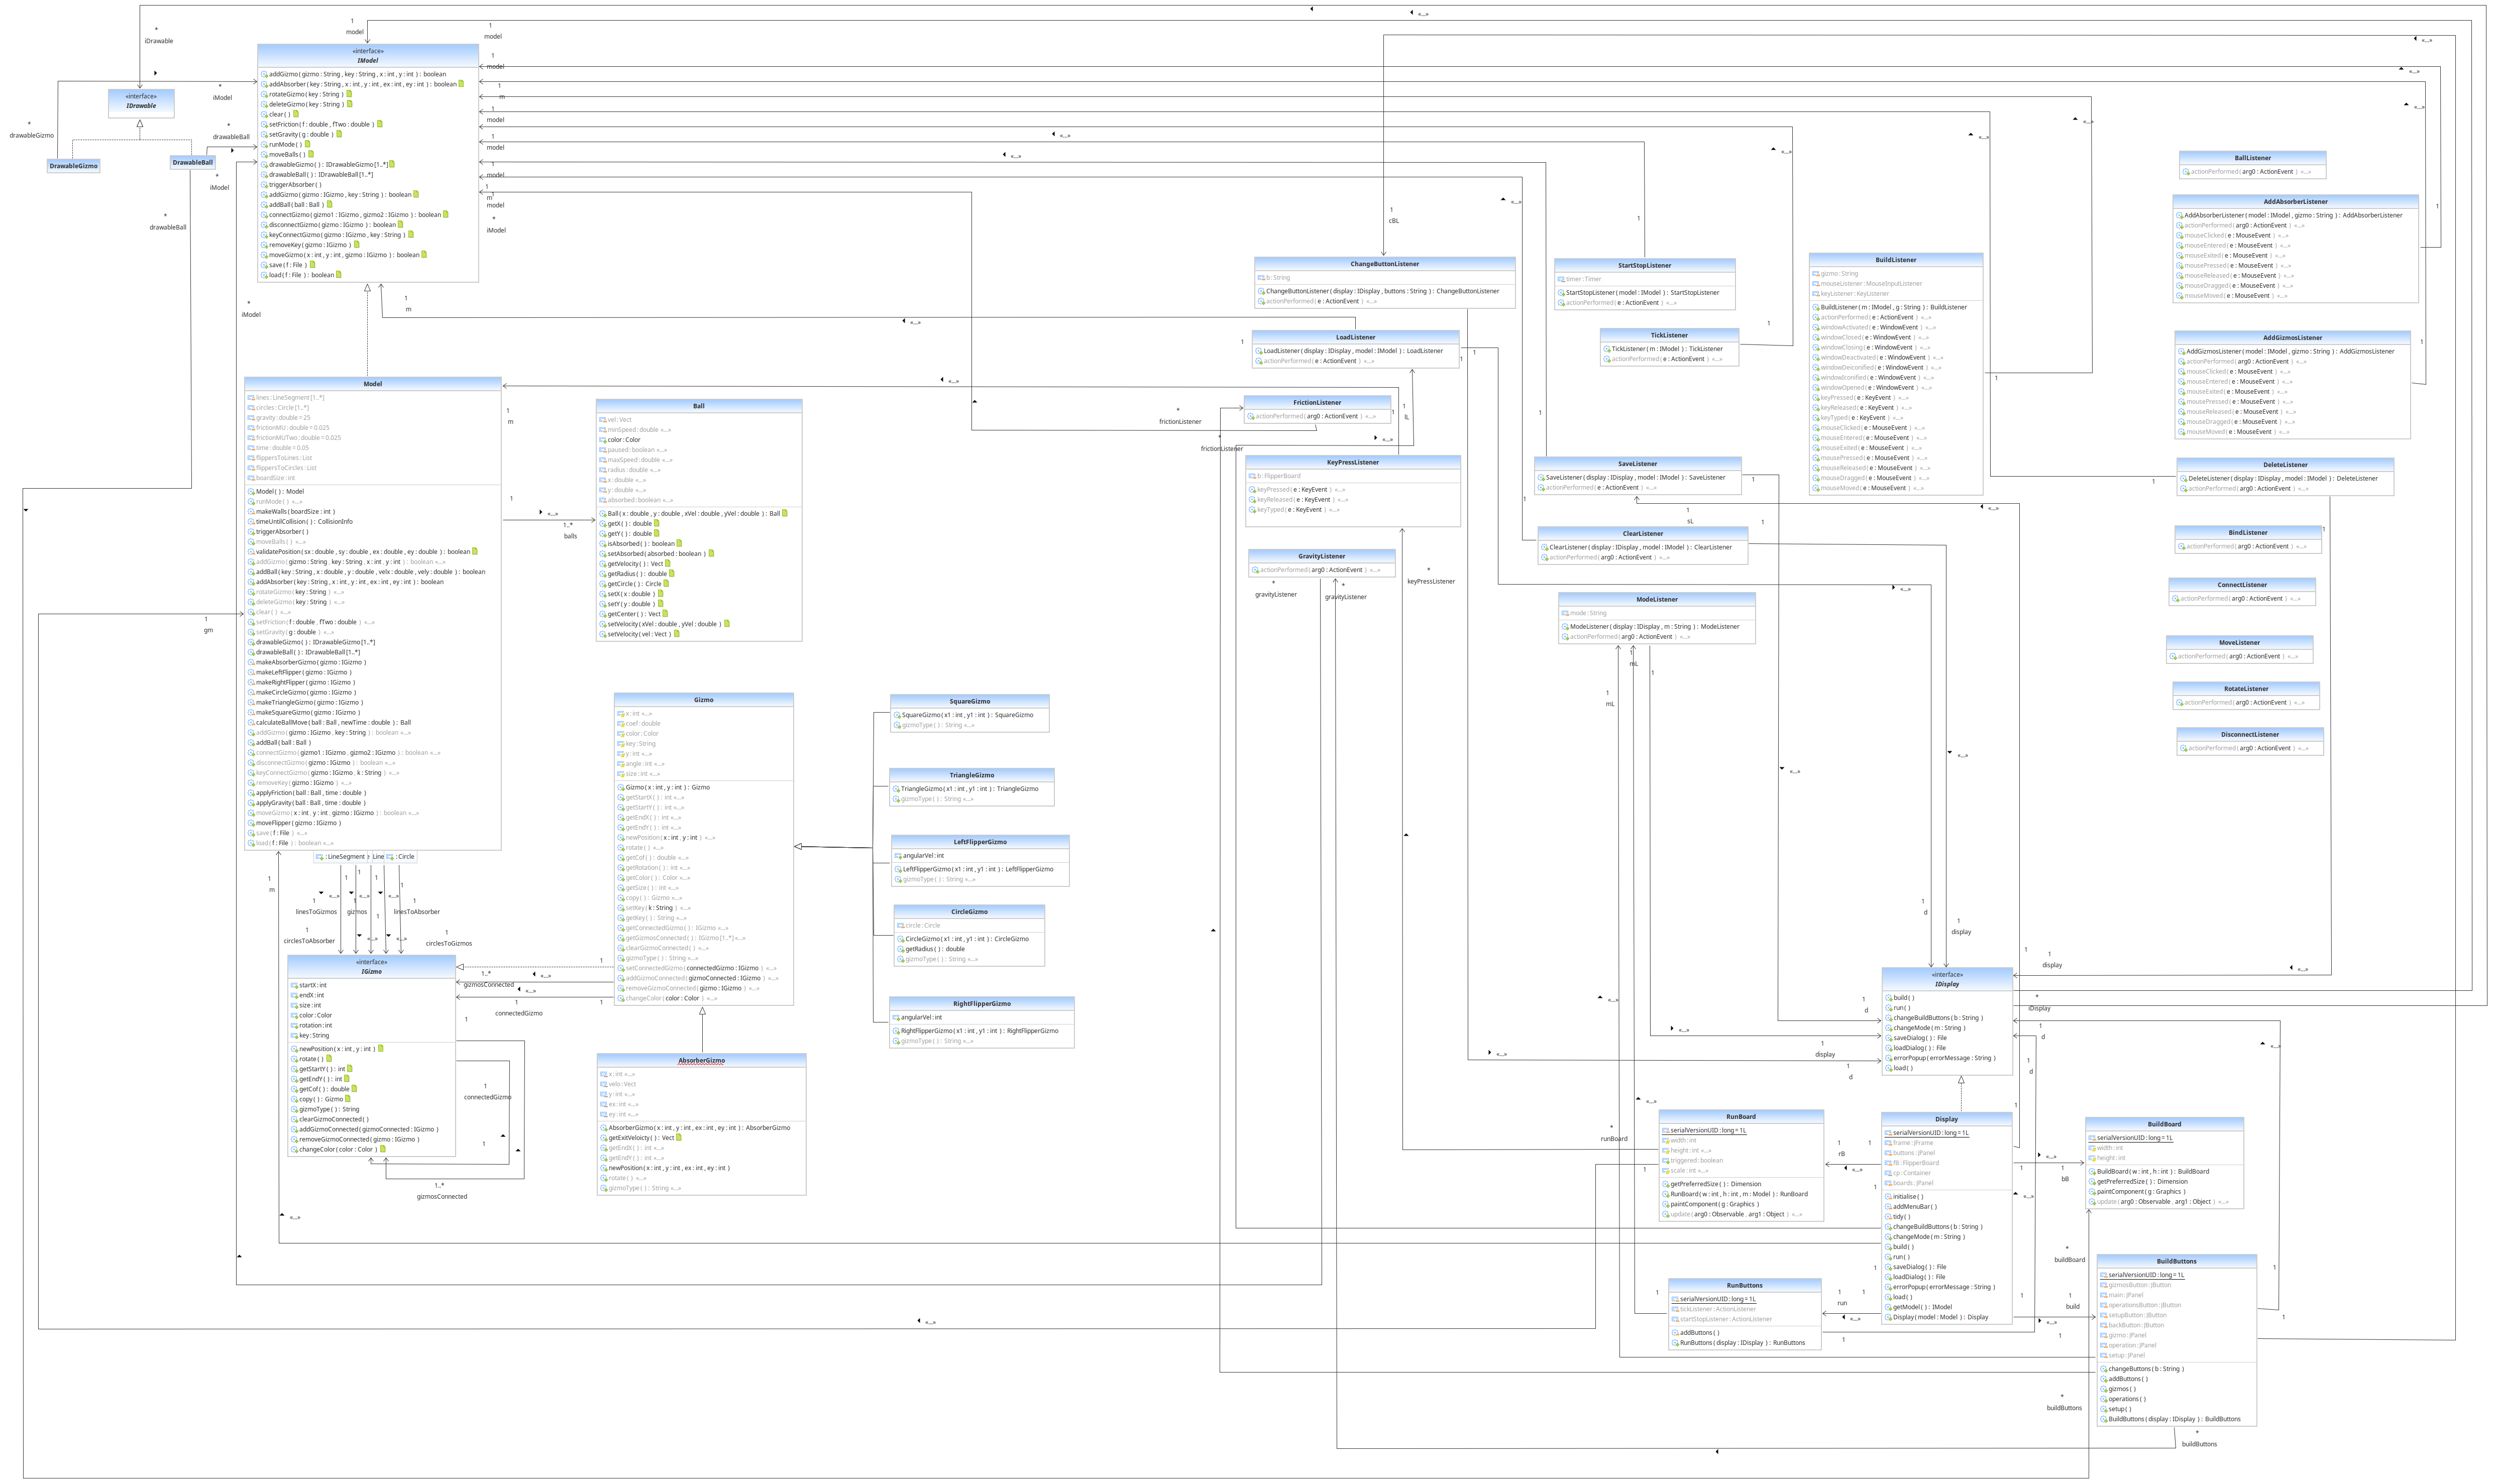 «interface»
IDrawable
DrawableGizmo
DrawableBall
«interface»
IModel
addGizmo ( gizmo : String , key : String , x : int , y : int ) : boolean
addAbsorber ( key : String , x : int , y : int , ex : int , ey : int ) : boolean
rotateGizmo ( key : String )
deleteGizmo ( key : String )
clear ( )
setFriction ( f : double , fTwo : double )
setGravity ( g : double )
runMode ( )
moveBalls ( )
drawableGizmo ( ) : IDrawableGizmo [1..*]
drawableBall ( ) : IDrawableBall [1..*]
triggerAbsorber ( )
addGizmo ( gizmo : IGizmo , key : String ) : boolean
addBall ( ball : Ball )
connectGizmo ( gizmo1 : IGizmo , gizmo2 : IGizmo ) : boolean
disconnectGizmo ( gizmo : IGizmo ) : boolean
keyConnectGizmo ( gizmo : IGizmo , key : String )
removeKey ( gizmo : IGizmo )
moveGizmo ( x : int , y : int , gizmo : IGizmo ) : boolean
save ( f : File )
load ( f : File ) : boolean
Model
lines : LineSegment [1..*]
circles : Circle [1..*]
gravity : double = 25
frictionMU : double = 0.025
frictionMUTwo : double = 0.025
time : double = 0.05
flippersToLines : List
flippersToCircles : List
boardSize : int
Model ( ) : Model
runMode ( ) «...»
makeWalls ( boardSize : int )
timeUntilCollision ( ) : CollisionInfo
triggerAbsorber ( )
moveBalls ( ) «...»
validatePosition ( sx : double , sy : double , ex : double , ey : double ) : boolean
addGizmo ( gizmo : String , key : String , x : int , y : int ) : boolean «...»
addBall ( key : String , x : double , y : double , velx : double , vely : double ) : boolean
addAbsorber ( key : String , x : int , y : int , ex : int , ey : int ) : boolean
rotateGizmo ( key : String ) «...»
deleteGizmo ( key : String ) «...»
clear ( ) «...»
setFriction ( f : double , fTwo : double ) «...»
setGravity ( g : double ) «...»
drawableGizmo ( ) : IDrawableGizmo [1..*]
drawableBall ( ) : IDrawableBall [1..*]
makeAbsorberGizmo ( gizmo : IGizmo )
makeLeftFlipper ( gizmo : IGizmo )
makeRightFlipper ( gizmo : IGizmo )
makeCircleGizmo ( gizmo : IGizmo )
makeTriangleGizmo ( gizmo : IGizmo )
makeSquareGizmo ( gizmo : IGizmo )
calculateBallMove ( ball : Ball , newTime : double ) : Ball
addGizmo ( gizmo : IGizmo , key : String ) : boolean «...»
addBall ( ball : Ball )
connectGizmo ( gizmo1 : IGizmo , gizmo2 : IGizmo ) : boolean «...»
disconnectGizmo ( gizmo : IGizmo ) : boolean «...»
keyConnectGizmo ( gizmo : IGizmo , k : String ) «...»
removeKey ( gizmo : IGizmo ) «...»
applyFriction ( ball : Ball , time : double )
applyGravity ( ball : Ball , time : double )
moveGizmo ( x : int , y : int , gizmo : IGizmo ) : boolean «...»
moveFlipper ( gizmo : IGizmo )
save ( f : File ) «...»
load ( f : File ) : boolean «...»
: LineSegment
: Line
: Circle
Ball
vel : Vect
minSpeed : double «...»
color : Color
paused : boolean «...»
maxSpeed : double «...»
radius : double «...»
x : double «...»
y : double «...»
absorbed : boolean «...»
Ball ( x : double , y : double , xVel : double , yVel : double ) : Ball
getX ( ) : double
getY ( ) : double
isAbsorbed ( ) : boolean
setAbsorbed ( absorbed : boolean )
getVelocity ( ) : Vect
getRadius ( ) : double
getCircle ( ) : Circle
setX ( x : double )
setY ( y : double )
getCenter ( ) : Vect
setVelocity ( xVel : double , yVel : double )
setVelocity ( vel : Vect )
Gizmo
x : int «...»
coef : double
color : Color
key : String
y : int «...»
angle : int «...»
size : int «...»
Gizmo ( x : int , y : int ) : Gizmo
getStartX ( ) : int «...»
getStartY ( ) : int «...»
getEndX ( ) : int «...»
getEndY ( ) : int «...»
newPosition ( x : int , y : int ) «...»
rotate ( ) «...»
getCof ( ) : double «...»
getRotation ( ) : int «...»
getColor ( ) : Color «...»
getSize ( ) : int «...»
copy ( ) : Gizmo «...»
setKey ( k : String ) «...»
getKey ( ) : String «...»
getConnectedGizmo ( ) : IGizmo «...»
getGizmosConnected ( ) : IGizmo [1..*] «...»
clearGizmoConnected ( ) «...»
gizmoType ( ) : String «...»
setConnectedGizmo ( connectedGizmo : IGizmo ) «...»
addGizmoConnected ( gizmoConnected : IGizmo ) «...»
removeGizmoConnected ( gizmo : IGizmo ) «...»
changeColor ( color : Color ) «...»
SquareGizmo
SquareGizmo ( x1 : int , y1 : int ) : SquareGizmo
gizmoType ( ) : String «...»
TriangleGizmo
TriangleGizmo ( x1 : int , y1 : int ) : TriangleGizmo
gizmoType ( ) : String «...»
LeftFlipperGizmo
angularVel : int
LeftFlipperGizmo ( x1 : int , y1 : int ) : LeftFlipperGizmo
gizmoType ( ) : String «...»
CircleGizmo
circle : Circle
CircleGizmo ( x1 : int , y1 : int ) : CircleGizmo
getRadius ( ) : double
gizmoType ( ) : String «...»
RightFlipperGizmo
angularVel : int
RightFlipperGizmo ( x1 : int , y1 : int ) : RightFlipperGizmo
gizmoType ( ) : String «...»
«interface»
IGizmo
startX : int
endX : int
size : int
color : Color
rotation : int
key : String
newPosition ( x : int , y : int )
rotate ( )
getStartY ( ) : int
getEndY ( ) : int
getCof ( ) : double
copy ( ) : Gizmo
gizmoType ( ) : String
clearGizmoConnected ( )
addGizmoConnected ( gizmoConnected : IGizmo )
removeGizmoConnected ( gizmo : IGizmo )
changeColor ( color : Color )
AbsorberGizmo
x : int «...»
velo : Vect
y : int «...»
ex : int «...»
ey : int «...»
AbsorberGizmo ( x : int , y : int , ex : int , ey : int ) : AbsorberGizmo
getExitVeloicty ( ) : Vect
getEndX ( ) : int «...»
getEndY ( ) : int «...»
newPosition ( x : int , y : int , ex : int , ey : int )
rotate ( ) «...»
gizmoType ( ) : String «...»
ChangeButtonListener
b : String
ChangeButtonListener ( display : IDisplay , buttons : String ) : ChangeButtonListener
actionPerformed ( e : ActionEvent ) «...»
LoadListener
LoadListener ( display : IDisplay , model : IModel ) : LoadListener
actionPerformed ( e : ActionEvent ) «...»
FrictionListener
actionPerformed ( arg0 : ActionEvent ) «...»
KeyPressListener
b : FlipperBoard
keyPressed ( e : KeyEvent ) «...»
keyReleased ( e : KeyEvent ) «...»
keyTyped ( e : KeyEvent ) «...»
GravityListener
actionPerformed ( arg0 : ActionEvent ) «...»
StartStopListener
timer : Timer
StartStopListener ( model : IModel ) : StartStopListener
actionPerformed ( e : ActionEvent ) «...»
TickListener
TickListener ( m : IModel ) : TickListener
actionPerformed ( e : ActionEvent ) «...»
SaveListener
SaveListener ( display : IDisplay , model : IModel ) : SaveListener
actionPerformed ( e : ActionEvent ) «...»
ClearListener
ClearListener ( display : IDisplay , model : IModel ) : ClearListener
actionPerformed ( arg0 : ActionEvent ) «...»
ModeListener
mode : String
ModeListener ( display : IDisplay , m : String ) : ModeListener
actionPerformed ( arg0 : ActionEvent ) «...»
BuildListener
gizmo : String
mouseListener : MouseInputListener
keyListener : KeyListener
BuildListener ( m : IModel , g : String ) : BuildListener
actionPerformed ( e : ActionEvent ) «...»
windowActivated ( e : WindowEvent ) «...»
windowClosed ( e : WindowEvent ) «...»
windowClosing ( e : WindowEvent ) «...»
windowDeactivated ( e : WindowEvent ) «...»
windowDeiconified ( e : WindowEvent ) «...»
windowIconified ( e : WindowEvent ) «...»
windowOpened ( e : WindowEvent ) «...»
keyPressed ( e : KeyEvent ) «...»
keyReleased ( e : KeyEvent ) «...»
keyTyped ( e : KeyEvent ) «...»
mouseClicked ( e : MouseEvent ) «...»
mouseEntered ( e : MouseEvent ) «...»
mouseExited ( e : MouseEvent ) «...»
mousePressed ( e : MouseEvent ) «...»
mouseReleased ( e : MouseEvent ) «...»
mouseDragged ( e : MouseEvent ) «...»
mouseMoved ( e : MouseEvent ) «...»
BallListener
actionPerformed ( arg0 : ActionEvent ) «...»
AddAbsorberListener
AddAbsorberListener ( model : IModel , gizmo : String ) : AddAbsorberListener
actionPerformed ( arg0 : ActionEvent ) «...»
mouseClicked ( e : MouseEvent ) «...»
mouseEntered ( e : MouseEvent ) «...»
mouseExited ( e : MouseEvent ) «...»
mousePressed ( e : MouseEvent ) «...»
mouseReleased ( e : MouseEvent ) «...»
mouseDragged ( e : MouseEvent ) «...»
mouseMoved ( e : MouseEvent ) «...»
AddGizmosListener
AddGizmosListener ( model : IModel , gizmo : String ) : AddGizmosListener
actionPerformed ( arg0 : ActionEvent ) «...»
mouseClicked ( e : MouseEvent ) «...»
mouseEntered ( e : MouseEvent ) «...»
mouseExited ( e : MouseEvent ) «...»
mousePressed ( e : MouseEvent ) «...»
mouseReleased ( e : MouseEvent ) «...»
mouseDragged ( e : MouseEvent ) «...»
mouseMoved ( e : MouseEvent ) «...»
DeleteListener
DeleteListener ( display : IDisplay , model : IModel ) : DeleteListener
actionPerformed ( arg0 : ActionEvent ) «...»
BindListener
actionPerformed ( arg0 : ActionEvent ) «...»
ConnectListener
actionPerformed ( arg0 : ActionEvent ) «...»
MoveListener
actionPerformed ( arg0 : ActionEvent ) «...»
RotateListener
actionPerformed ( arg0 : ActionEvent ) «...»
DisconnectListener
actionPerformed ( arg0 : ActionEvent ) «...»
«interface»
IDisplay
build ( )
run ( )
changeBuildButtons ( b : String )
changeMode ( m : String )
saveDialog ( ) : File
loadDialog ( ) : File
errorPopup ( errorMessage : String )
load ( )
Display
serialVersionUID : long = 1L
frame : JFrame
buttons : JPanel
fB : FlipperBoard
cp : Container
boards : JPanel
initialise ( )
addMenuBar ( )
tidy ( )
changeBuildButtons ( b : String )
changeMode ( m : String )
build ( )
run ( )
saveDialog ( ) : File
loadDialog ( ) : File
errorPopup ( errorMessage : String )
load ( )
getModel ( ) : IModel
Display ( model : Model ) : Display
RunBoard
serialVersionUID : long = 1L
width : int
height : int «...»
triggered : boolean
scale : int «...»
getPreferredSize ( ) : Dimension
RunBoard ( w : int , h : int , m : Model ) : RunBoard
paintComponent ( g : Graphics )
update ( arg0 : Observable , arg1 : Object ) «...»
RunButtons
serialVersionUID : long = 1L
tickListener : ActionListener
startStopListener : ActionListener
addButtons ( )
RunButtons ( display : IDisplay ) : RunButtons
BuildBoard
serialVersionUID : long = 1L
width : int
height : int
BuildBoard ( w : int , h : int ) : BuildBoard
getPreferredSize ( ) : Dimension
paintComponent ( g : Graphics )
update ( arg0 : Observable , arg1 : Object ) «...»
BuildButtons
serialVersionUID : long = 1L
gizmosButton : JButton
main : JPanel
operationsButton : JButton
setupButton : JButton
backButton : JButton
gizmo : JPanel
operation : JPanel
setup : JPanel
changeButtons ( b : String )
addButtons ( )
gizmos ( )
operations ( )
setup ( )
BuildButtons ( display : IDisplay ) : BuildButtons
iDrawable
drawableGizmo
drawableBall
iModel
model
m
gm
balls
linesToGizmos
gizmos
linesToAbsorber
circlesToAbsorber
circlesToGizmos
gizmosConnected
connectedGizmo
connectedGizmo
gizmosConnected
cBL
lL
frictionListener
frictionListener
keyPressListener
gravityListener
gravityListener
sL
mL
mL
d
display
display
iDisplay
d
display
d
d
d
runBoard
rB
run
bB
buildBoard
build
buildButtons
buildButtons